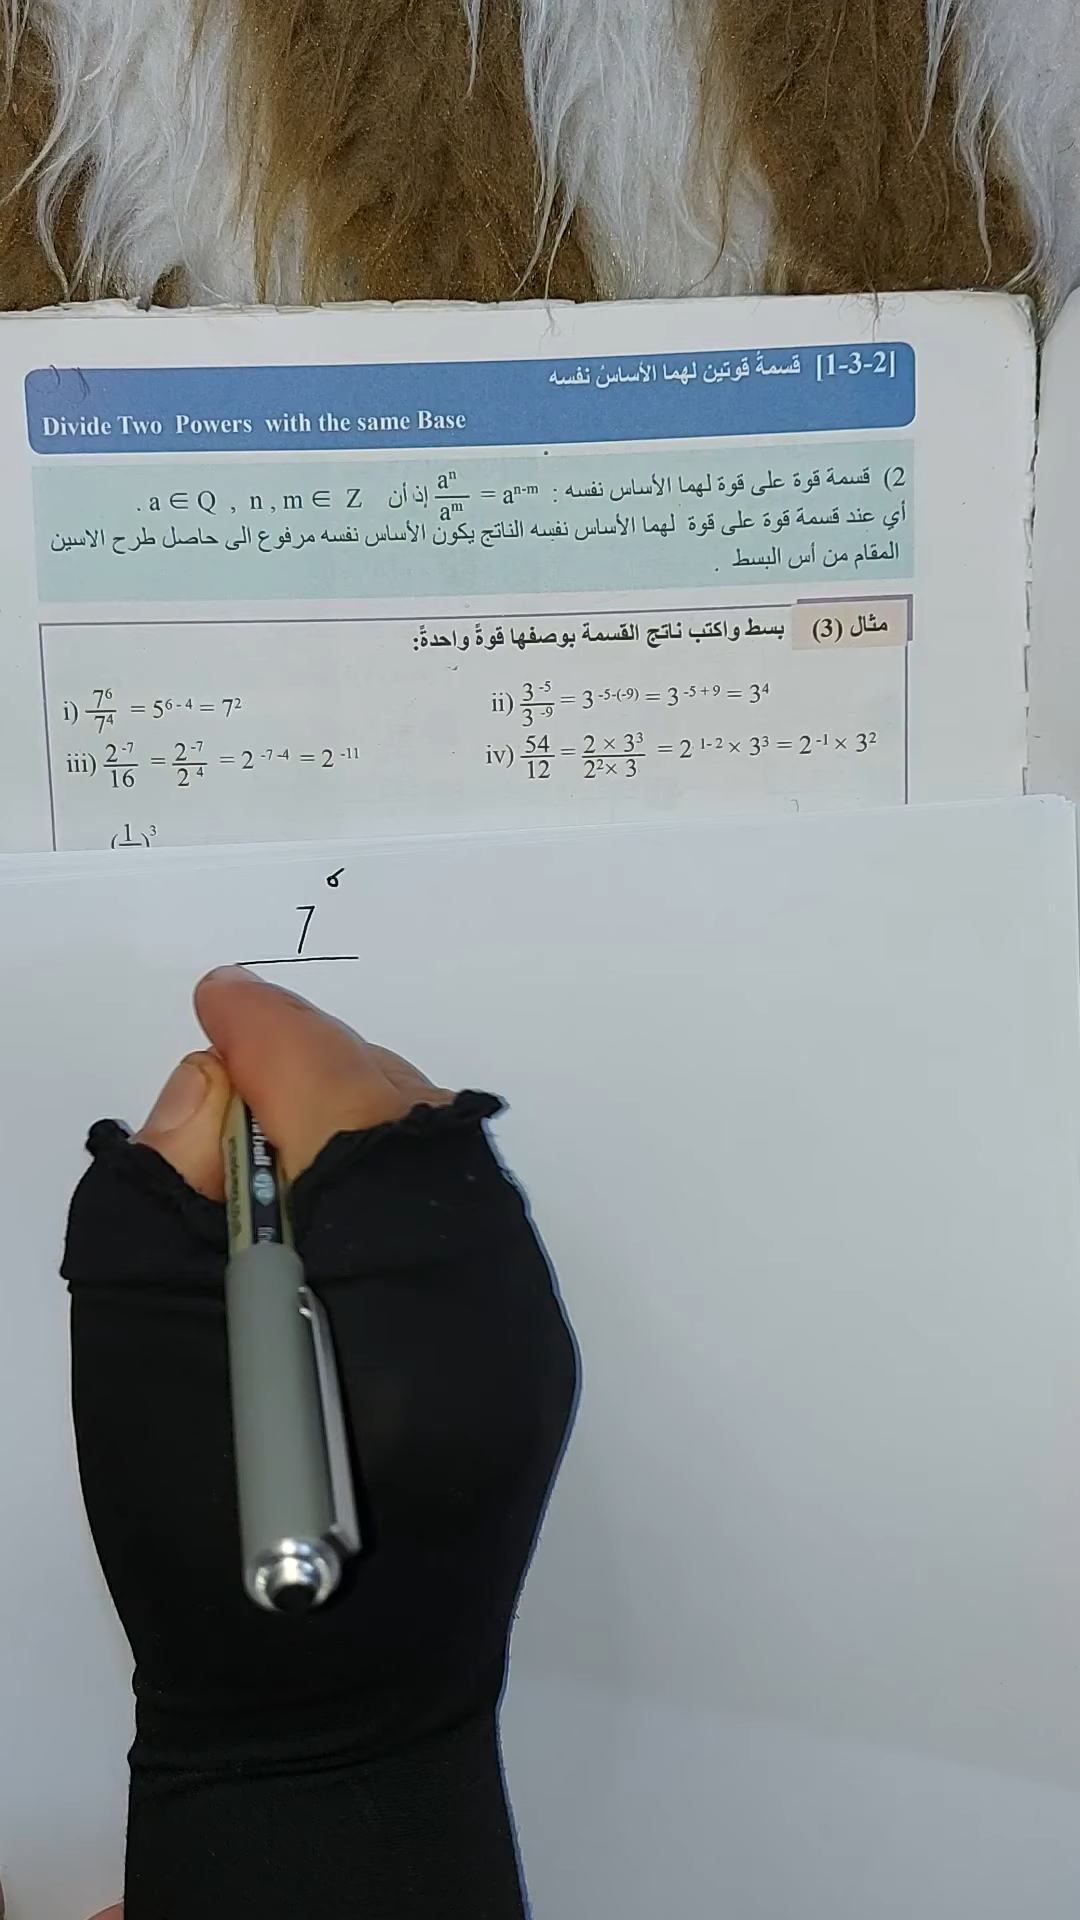 [1-3-2] قسمةُ قوتين لهما الأساسُ نفسه
Divide Two Powers with the same Base
2) قسمة قوة على قوة لهما الأساس نفسه : aⁿ/aᵐ = aⁿ⁻ᵐ إذ أن a ∈ Q , n , m ∈ Z .
أي عند قسمة قوة على قوة لهما الأساس نفسه الناتج يكون الأساس نفسه مرفوع الى حاصل طرح الاسين
المقام من أس البسط .
مثال (3) بسط واكتب ناتج القسمة بوصفها قوةً واحدةً:
i) 7⁶/7⁴ = 5⁶⁻⁴ = 7²
ii) 3⁻⁵/3⁻⁹ = 3⁻⁵⁻⁽⁻⁹⁾ = 3⁻⁵⁺⁹ = 3⁴
iii) 2⁻⁷/16 = 2⁻⁷/2⁴ = 2⁻⁷⁻⁴ = 2⁻¹¹
iv) 54/12 = 2 × 3³/2² × 3 = 2¹⁻² × 3³ = 2⁻¹ × 3²
(1)³
7⁶